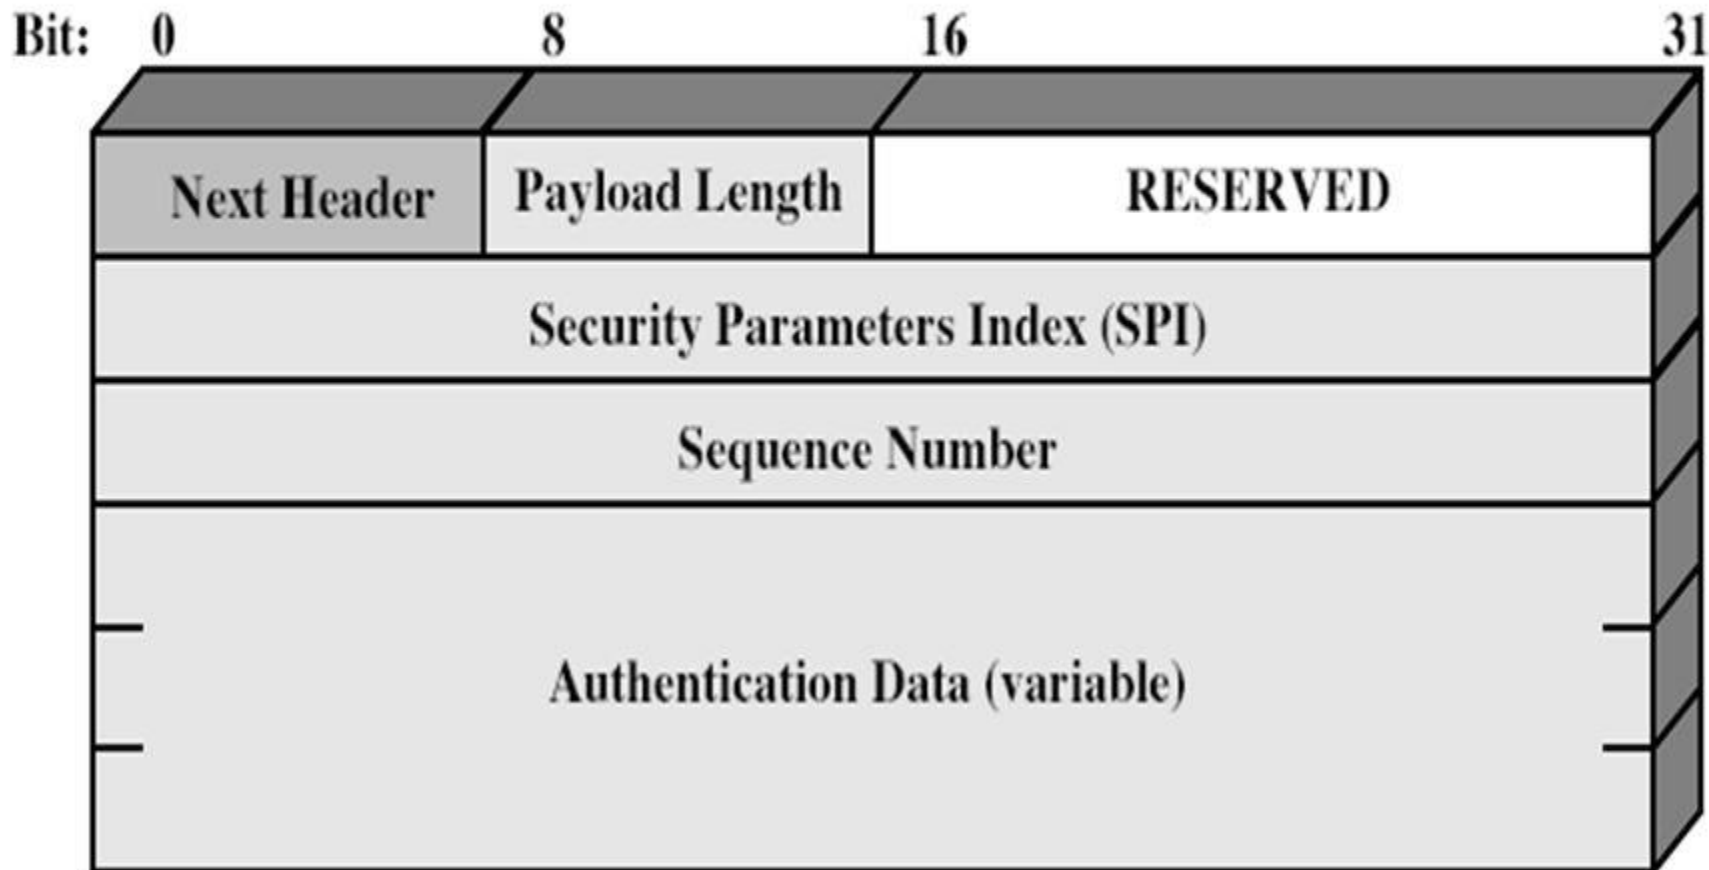 Bit: 0 8 16 31
Next Header Payload Length RESERVED
Security Parameters Index (SPI)
Sequence Number
Authentication Data (variable)